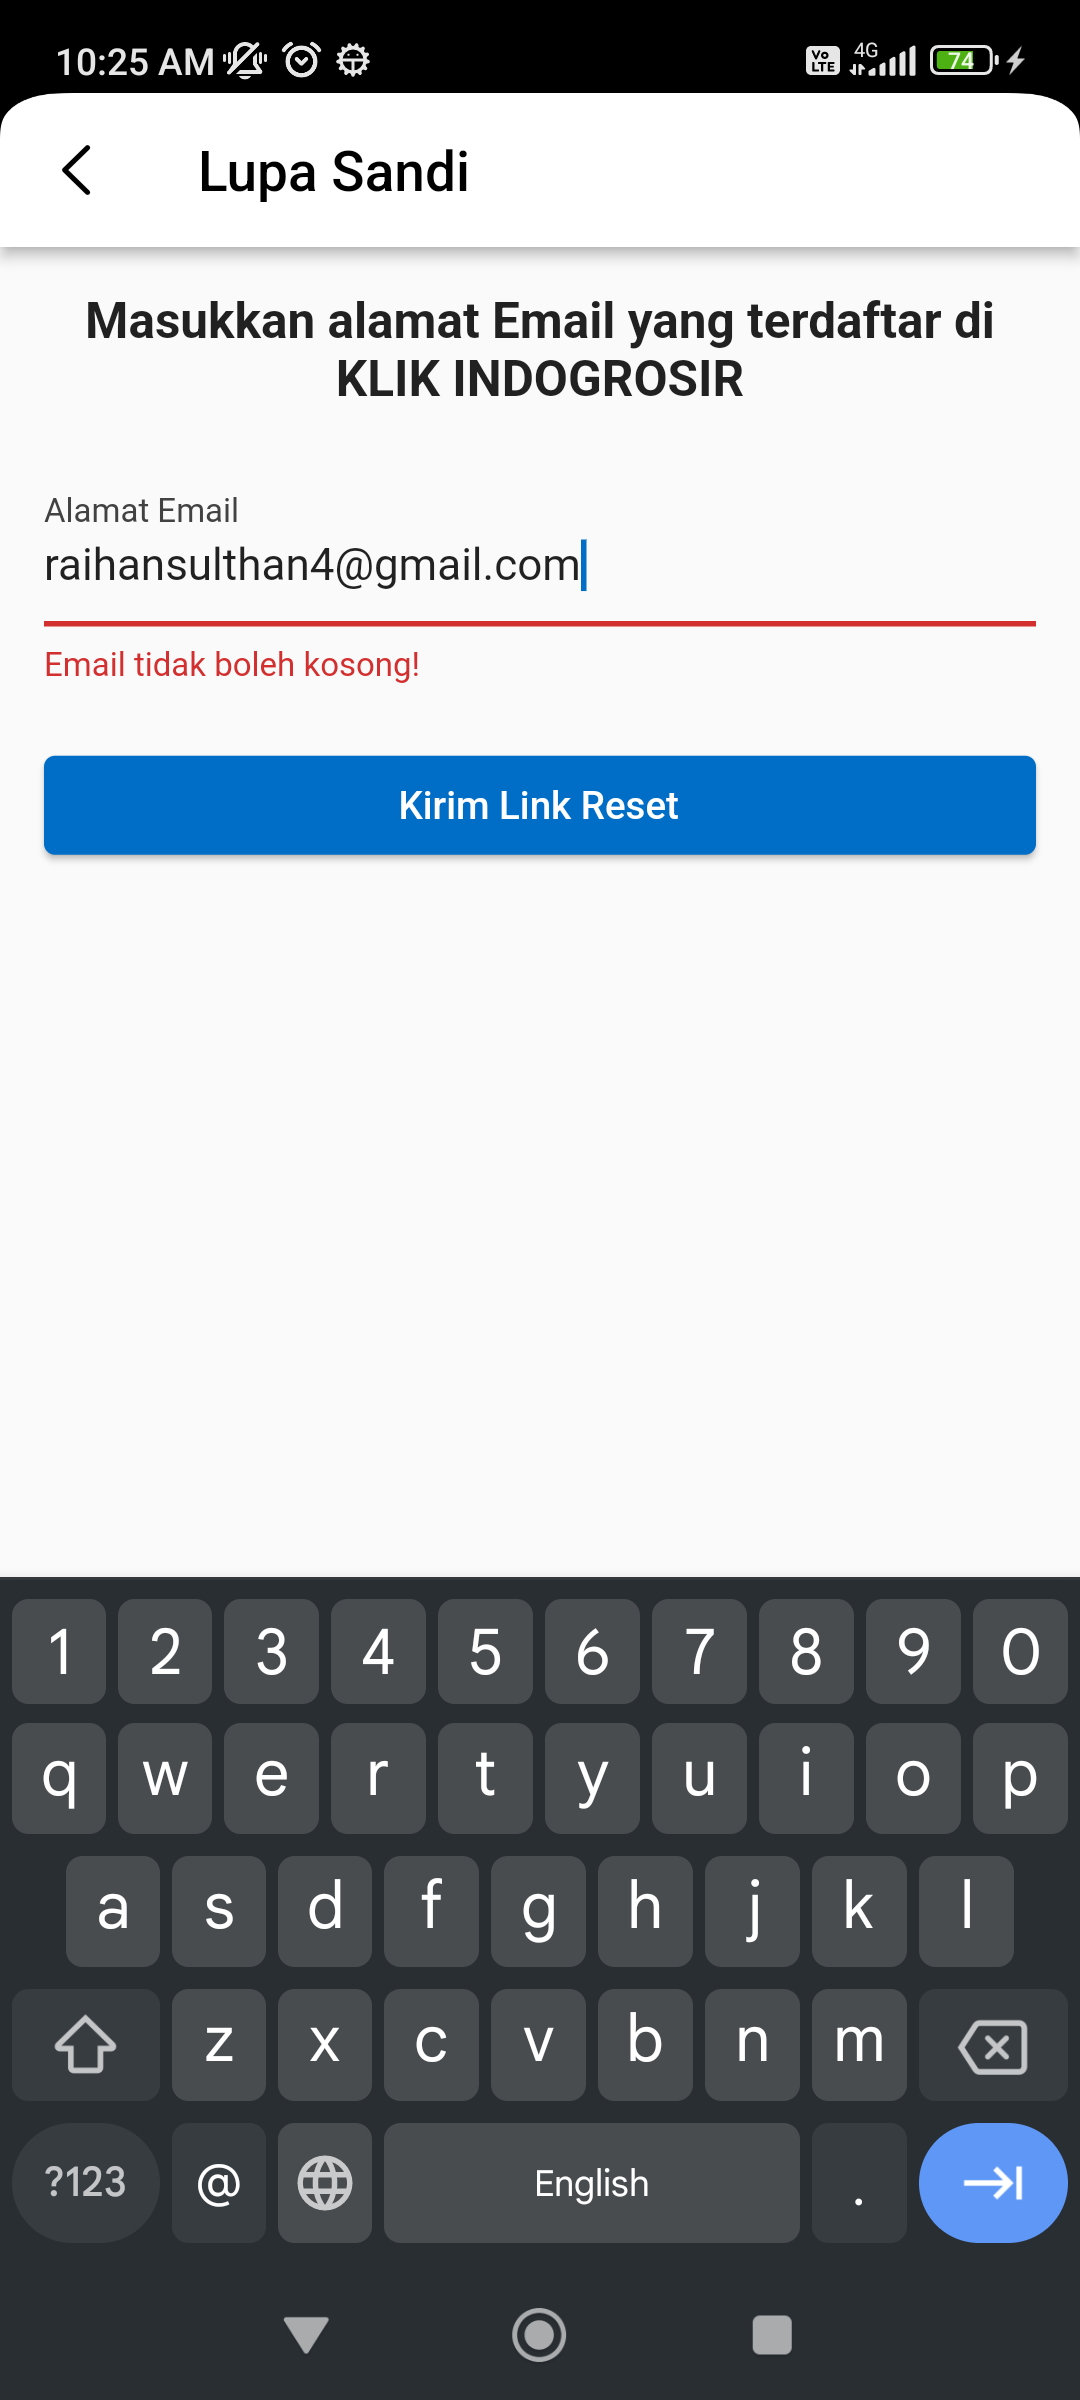 10:25 AM
Vo LTE
4G
74
Lupa Sandi
Masukkan alamat Email yang terdaftar di
KLIK INDOGROSIR
Alamat Email
raihansulthan4@gmail.com
Email tidak boleh kosong!
Kirim Link Reset
1 2 3 4 5 6 7 8 9 0
q w e r t y u i o p
a s d f g h j k l
z x c v b n m
?123 @ English .